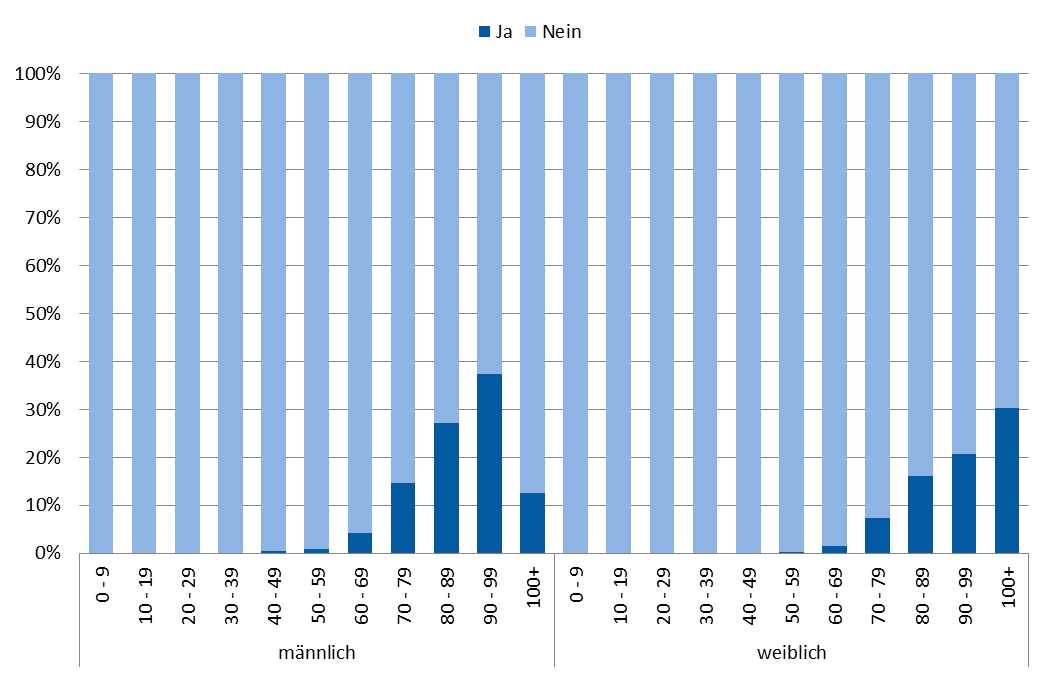 Ja Nein
100%
90%
80%
70%
60%
50%
40%
30%
20%
10%
0%
0 - 9
10 - 19
20 - 29
30 - 39
40 - 49
50 - 59
60 - 69
70 - 79
80 - 89
90 - 99
100+
0 - 9
10 - 19
20 - 29
30 - 39
40 - 49
50 - 59
60 - 69
70 - 79
80 - 89
90 - 99
100+
männlich weiblich